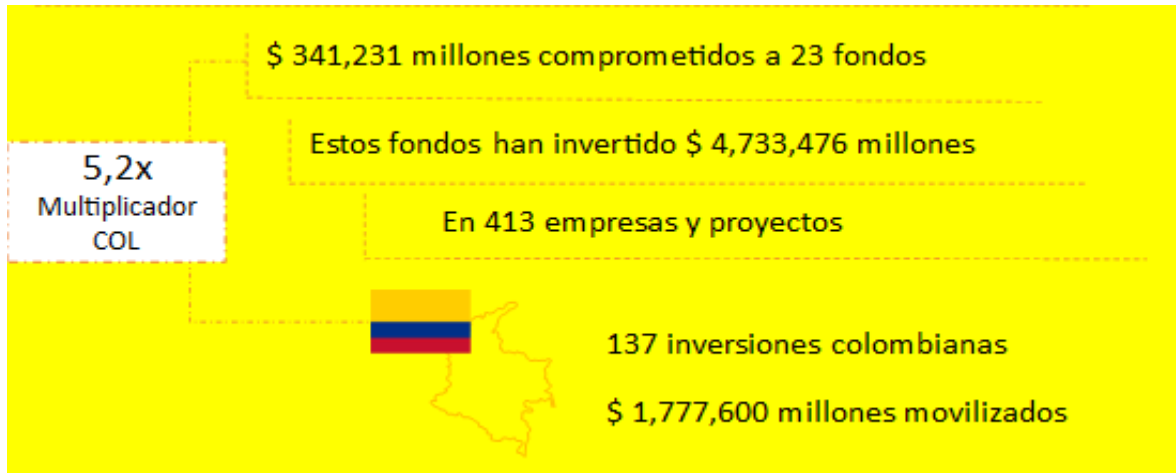 $ 341,231 millones comprometidos a 23 fondos
Estos fondos han invertido $ 4,733,476 millones
5,2x
Multiplicador
COL
En 413 empresas y proyectos
137 inversiones colombianas
$ 1,777,600 millones movilizados